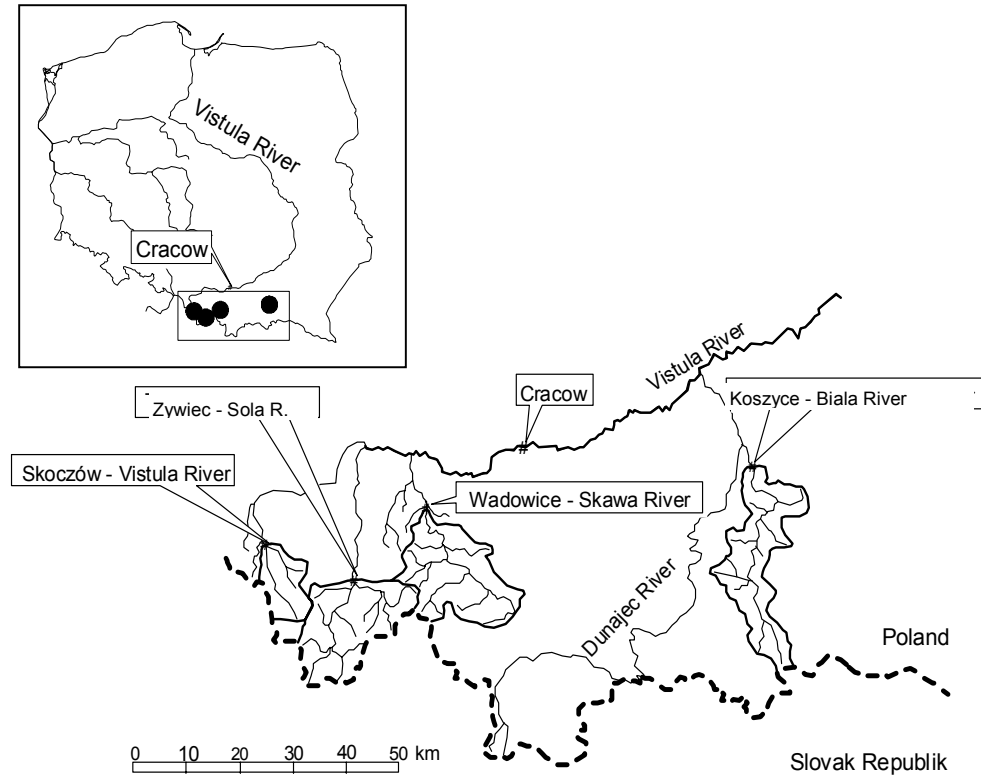 Vistula River
Cracow
Vistula River
Cracow
Zywiec - Sola R.
Koszyce - Biala River
Skoczów - Vistula River
Wadowice - Skawa River
Dunajec River
Poland
Slovak Republik
0 10 20 30 40 50 km